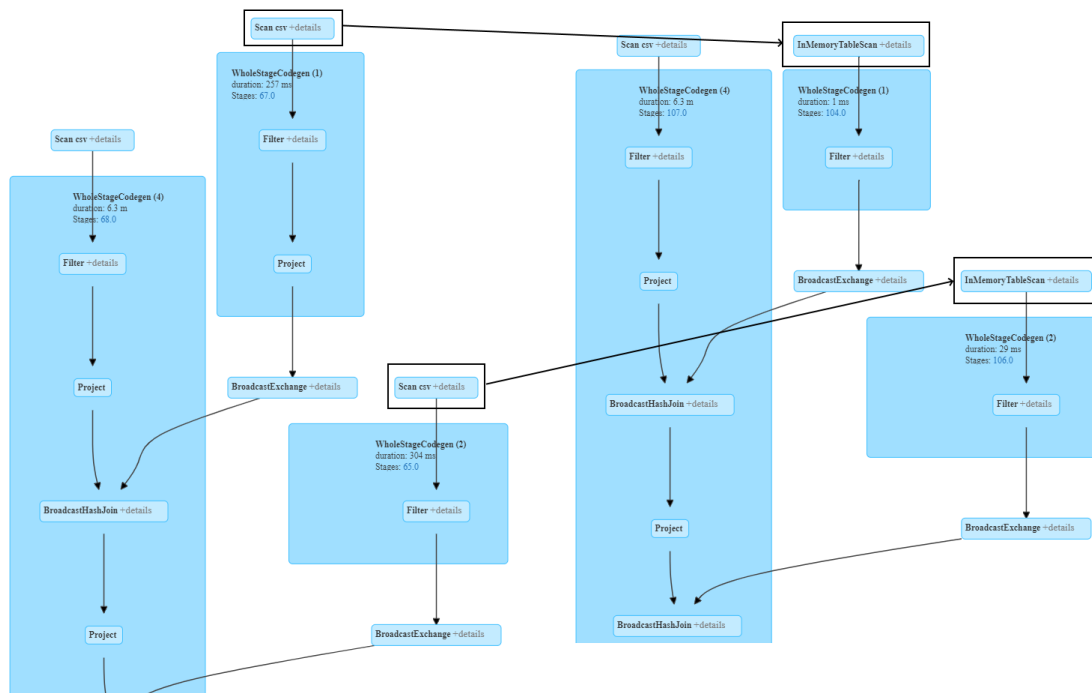 Scan csv +details
WholeStageCodegen (1)
duration: 257 ms
Stages: 67.0
Filter +details
Project
BroadcastExchange +details
Scan csv +details
WholeStageCodegen (4)
duration: 6.3 m
Stages: 68.0
Filter +details
Project
BroadcastHashJoin +details
Project
Scan csv +details
WholeStageCodegen (2)
duration: 304 ms
Stages: 65.0
Filter +details
BroadcastExchange +details
Scan csv +details
WholeStageCodegen (4)
duration: 6.3 m
Stages: 107.0
Filter +details
Project
BroadcastHashJoin +details
Project
BroadcastHashJoin +details
InMemoryTableScan +details
WholeStageCodegen (1)
duration: 1 ms
Stages: 104.0
Filter +details
BroadcastExchange +details
InMemoryTableScan +details
WholeStageCodegen (2)
duration: 29 ms
Stages: 106.0
Filter +details
BroadcastExchange +details